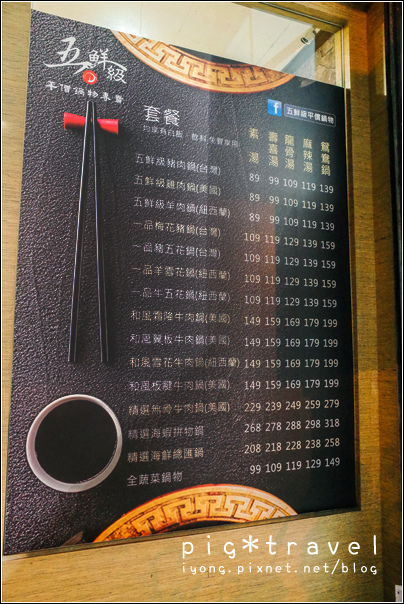 五鮮級
平價鍋物專賣
套餐
均享有白飯、飲料 全部享用
五鮮級平價鍋物
素湯 壽喜湯 龍骨湯 麻辣湯 鴛鴦鍋
五鮮級豬肉鍋(台灣) 89 99 109 119 139
五鮮級雞肉鍋(美國) 89 99 109 119 139
五鮮級羊肉鍋(紐西蘭) 89 99 109 119 139
一品梅花豬鍋(台灣) 109 119 129 139 159
一品豬五花鍋(台灣) 109 119 129 139 159
一品羊雪花鍋(紐西蘭) 109 119 129 139 159
一品牛五花鍋(紐西蘭) 109 119 129 139 159
和風霜降牛肉鍋(美國) 149 159 169 179 199
和風翼板牛肉鍋(美國) 149 159 169 179 199
和風雪花牛肉鍋(紐西蘭) 149 159 169 179 199
和風板腱牛肉鍋(美國) 149 159 169 179 199
精選無骨牛肉鍋(美國) 229 239 249 259 279
精選海蝦拼物鍋 268 278 288 298 318
精選海鮮總匯鍋 208 218 228 238 258
全蔬菜鍋物 99 109 119 129 149
pig*travel
iyong.pixnet.net/blog